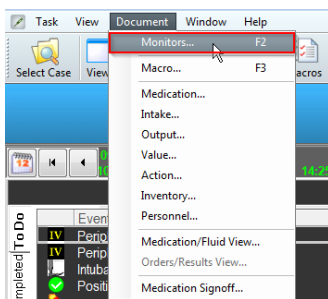 Task View Document Window Help
Monitors... F2
Select Case View acros
Macro... F3
Medication...
Intake...
Output...
Value...
12 14:25
Action...
Inventory...
Personnel...
To Do Even
IV Perip
Medication/Fluid View...
IV Perip
Orders/Results View...
Intuba
mpleted Positi
Medication Signoff...